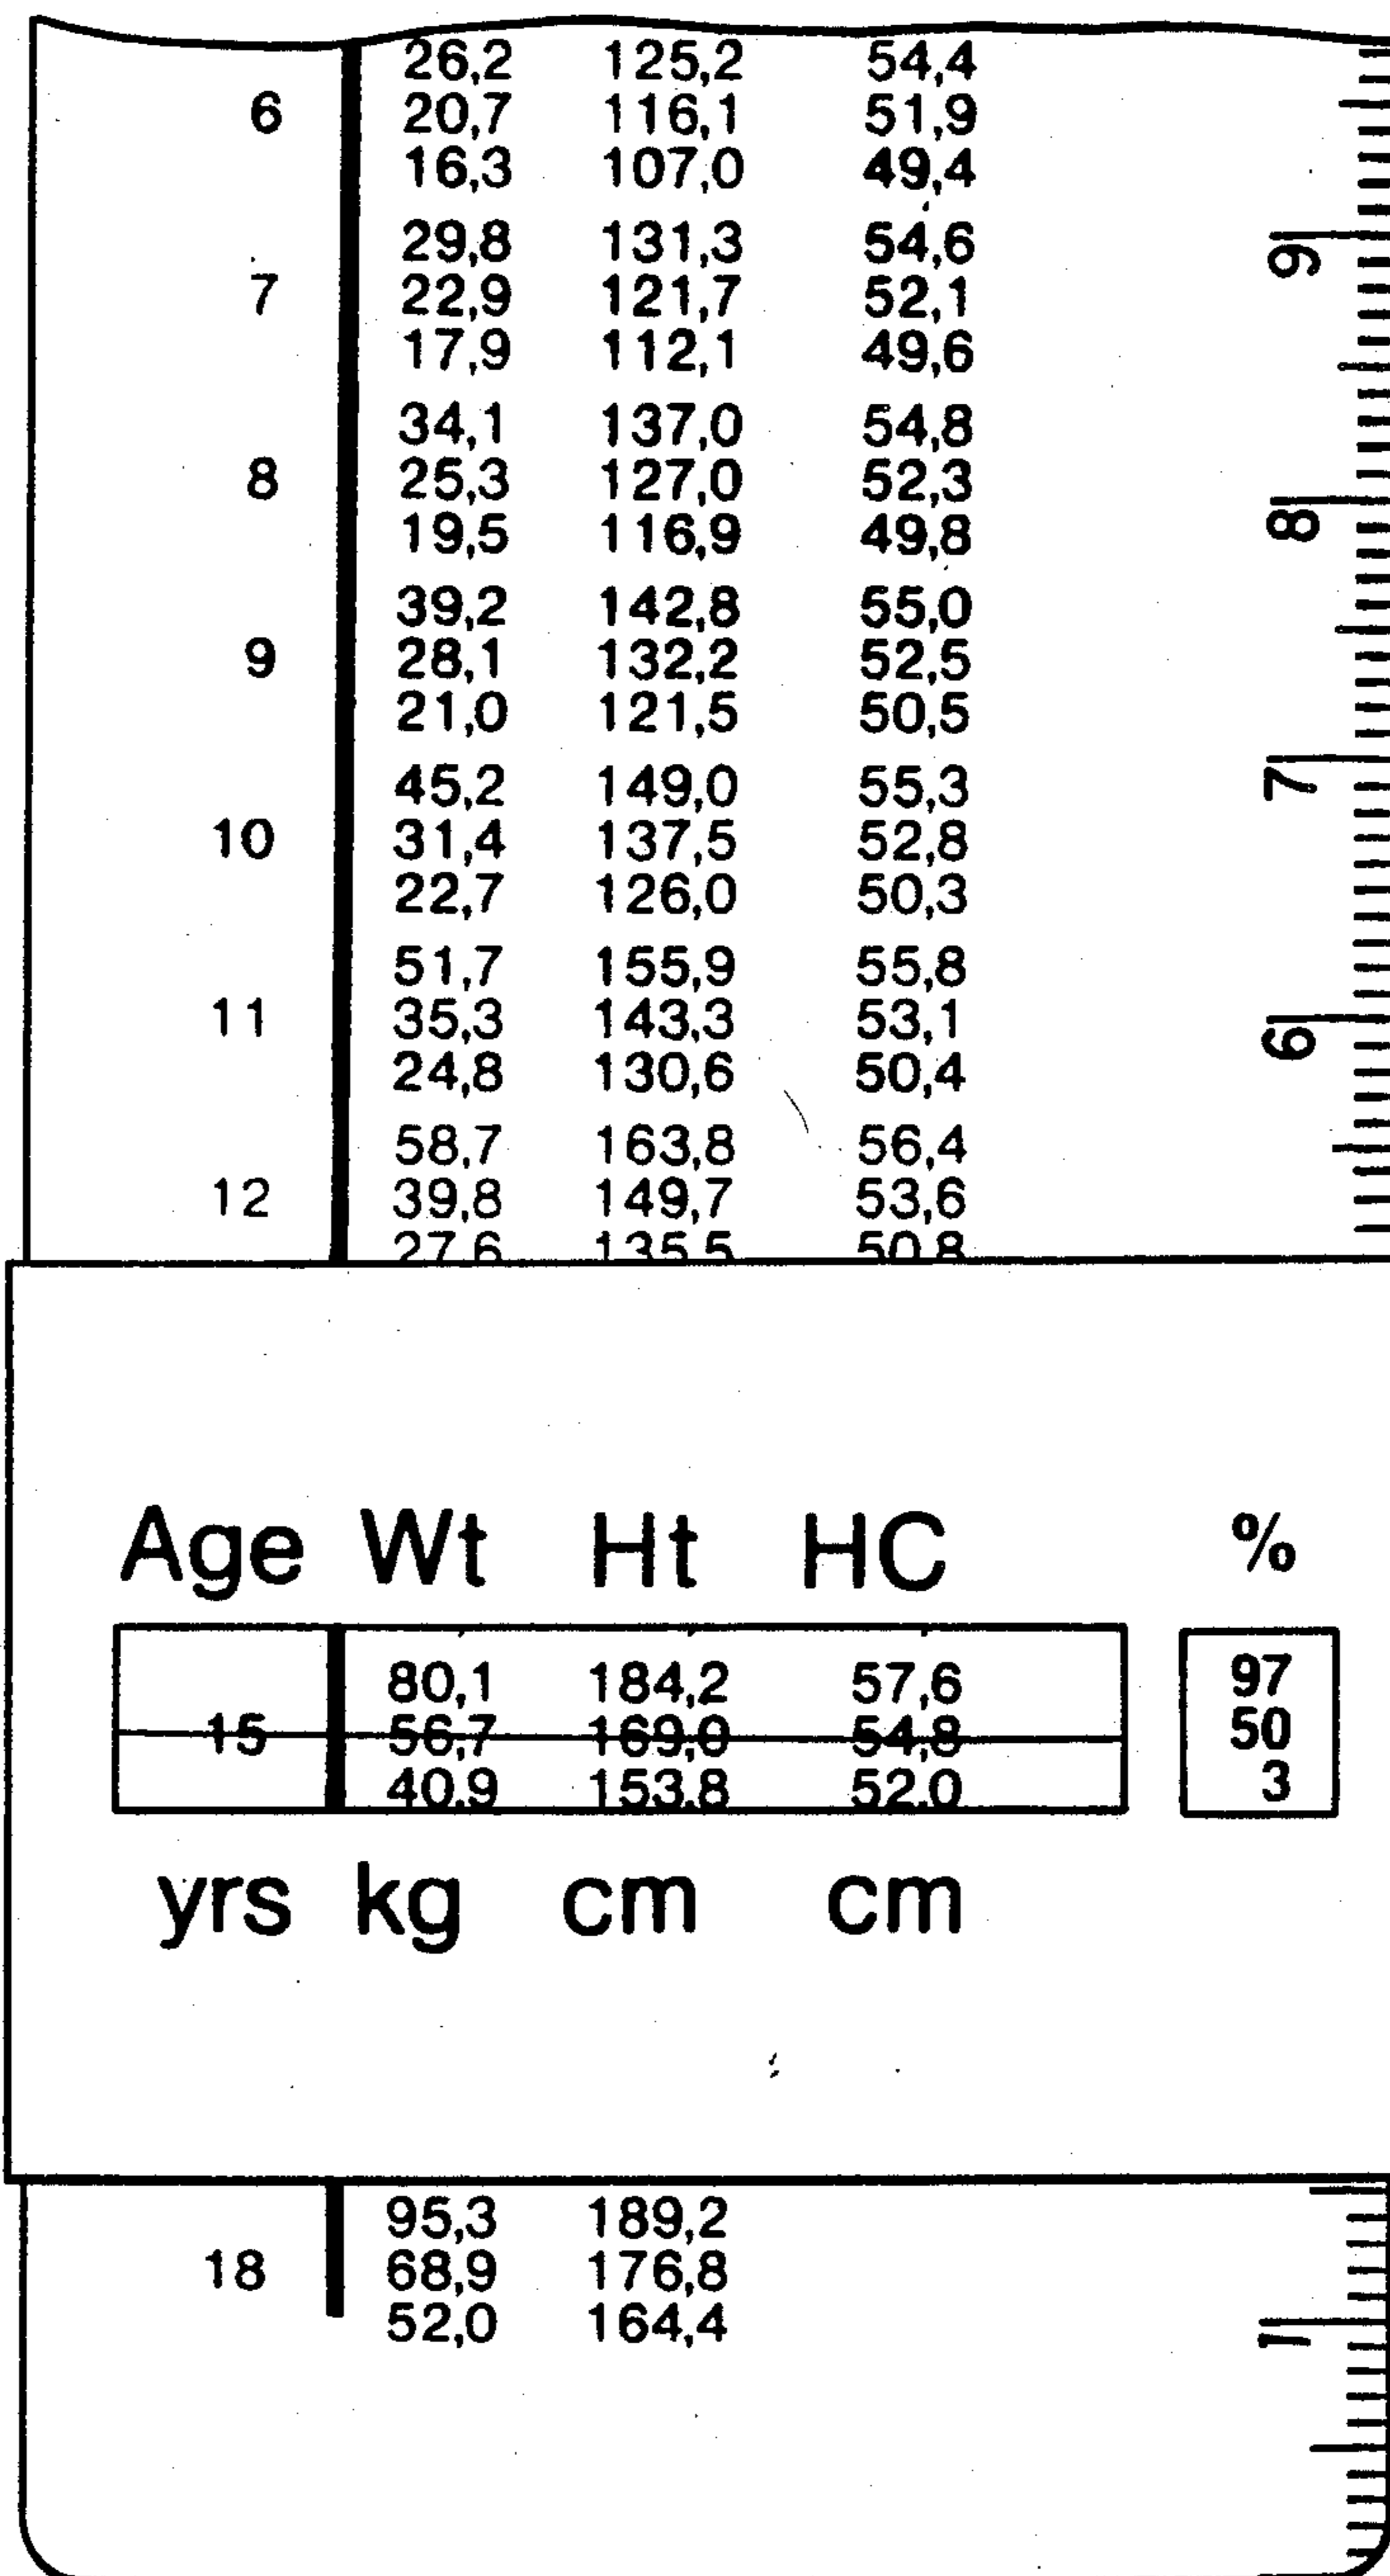 26,2 125,2 54,4
6 20,7 116,1 51,9
16,3 107,0 49,4
29,8 131,3 54,6
7 22,9 121,7 52,1
17,9 112,1 49,6
34,1 137,0 54,8
8 25,3 127,0 52,3
19,5 116,9 49,8
39,2 142,8 55,0
9 28,1 132,2 52,5
21,0 121,5 50,5
45,2 149,0 55,3
10 31,4 137,5 52,8
22,7 126,0 50,3
51,7 155,9 55,8
11 35,3 143,3 53,1
24,8 130,6 50,4
58,7 163,8 56,4
12 39,8 149,7 53,6
27,6 135,5 50,8
9
8
7
6
Age Wt Ht HC %
80,1 184,2 57,6 97
15 56,7 169,0 54,8 50
40,9 153,8 52,0 3
yrs kg cm cm
95,3 189,2
18 68,9 176,8
52,0 164,4
1